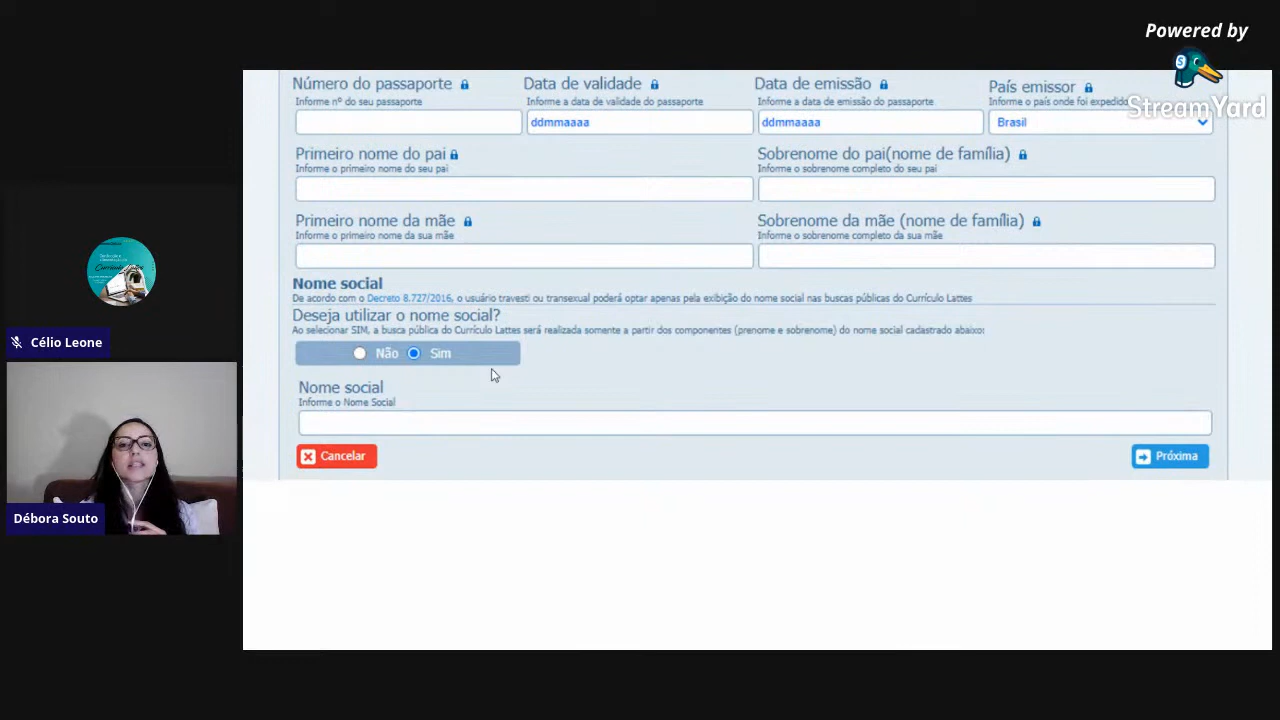 Powered by
StreamYard
Número do passaporte
Informe nº do seu passaporte
Data de validade
Informe a data de validade do passaporte
ddmmaaaa
Data de emissão
Informe a data de emissão do passaporte
ddmmaaaa
País emissor
Informe o país onde foi expedido
Brasil
Primeiro nome do pai
Informe o primeiro nome do seu pai
Sobrenome do pai(nome de família)
Informe o sobrenome completo do seu pai
Primeiro nome da mãe
Informe o primeiro nome da sua mãe
Sobrenome da mãe (nome de família)
Informe o sobrenome completo da sua mãe
Nome social
De acordo com o Decreto 8.727/2016, o usuário travesti ou transexual poderá optar apenas pela exibição do nome social nas buscas públicas do Currículo Lattes
Deseja utilizar o nome social?
Ao selecionar SIM, a busca pública do Currículo Lattes será realizada somente a partir dos componentes (prenome e sobrenome) do nome social cadastrado abaixo:
Não Sim
Nome social
Informe o Nome Social
Cancelar
Próxima
Célio Leone
Débora Souto